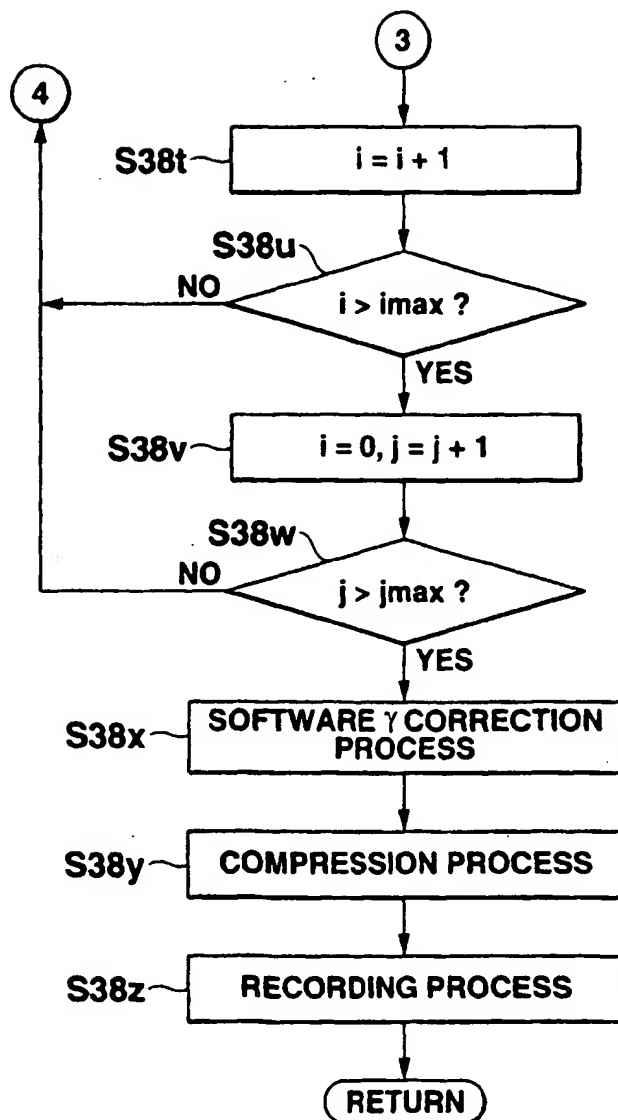 3
4
S38t
i = i + 1
S38u
NO
i > imax ?
YES
S38v
i = 0, j = j + 1
S38w
NO
j > jmax ?
YES
S38x
SOFTWARE γ CORRECTION
PROCESS
S38y
COMPRESSION PROCESS
S38z
RECORDING PROCESS
RETURN